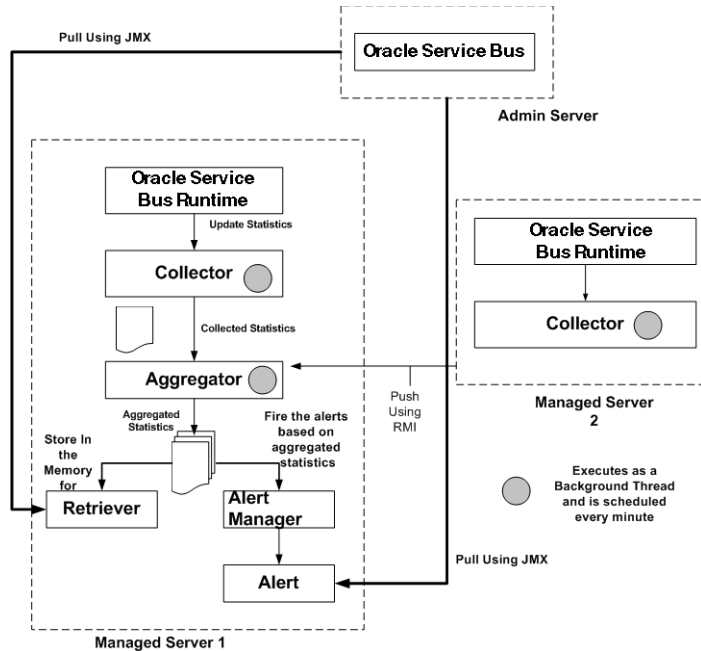 Pull Using JMX
Oracle Service Bus
Admin Server
Oracle Service
Bus Runtime
Update Statistics
Collector
Collected Statistics
Aggregator
Aggregated
Statistics
Fire the alerts
based on
aggregated
statistics
Store In
the
Memory
for
Retriever
Alert
Manager
Alert
Managed Server 1
Oracle Service
Bus Runtime
Collector
Managed Server
2
Push
Using
RMI
Executes as a
Background Thread
and is scheduled
every minute
Pull Using JMX